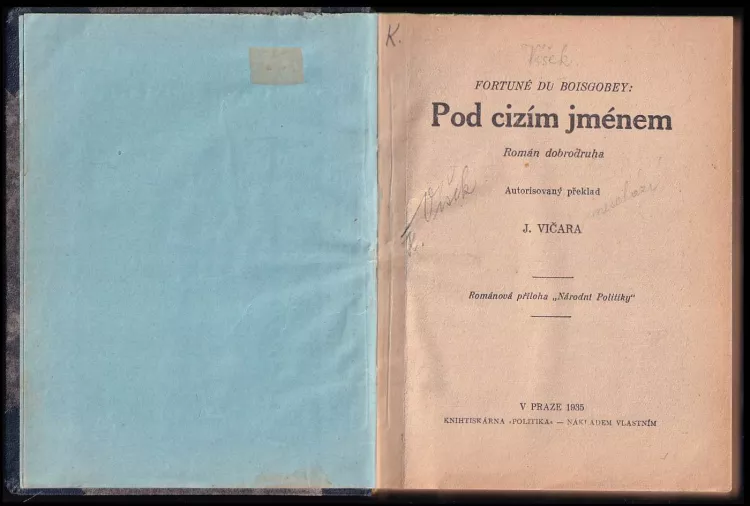 K.
Všek
FORTUNÉ DU BOISGOBEY:
Pod cizím jménem
Román dobrodruha
Autorisovaný překlad
J. VIČARA
Románová příloha „Národní Politiky"
V PRAZE 1935
KNIHTISKÁRNA »POLITIKA« — NÁKLADEM VLASTNÍM